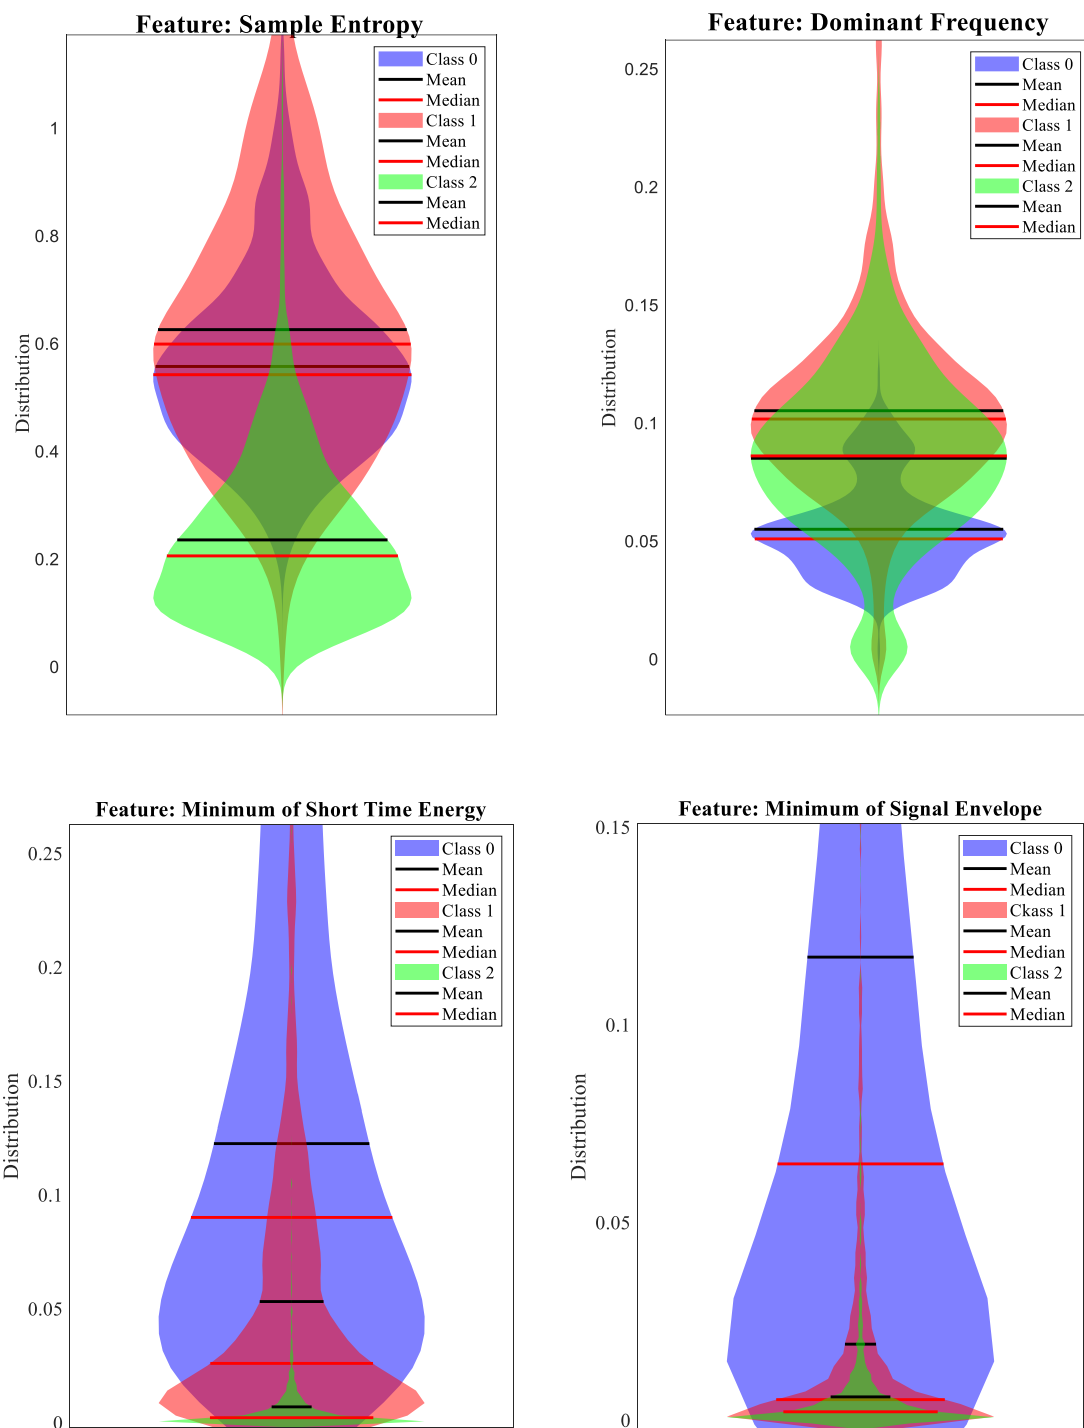 Feature: Sample Entropy
Class 0
Mean
Median
Class 1
Mean
Median
Class 2
Mean
Median
1
0.8
0.6
0.4
0.2
0
Distribution
Feature: Dominant Frequency
Class 0
Mean
Median
Class 1
Mean
Median
Class 2
Mean
Median
0.25
0.2
0.15
0.1
0.05
0
Distribution
Feature: Minimum of Short Time Energy
Class 0
Mean
Median
Class 1
Mean
Median
Class 2
Mean
Median
0.25
0.2
0.15
0.1
0.05
0
Distribution
Feature: Minimum of Signal Envelope
Class 0
Mean
Median
Ckass 1
Mean
Median
Class 2
Mean
Median
0.15
0.1
0.05
0
Distribution